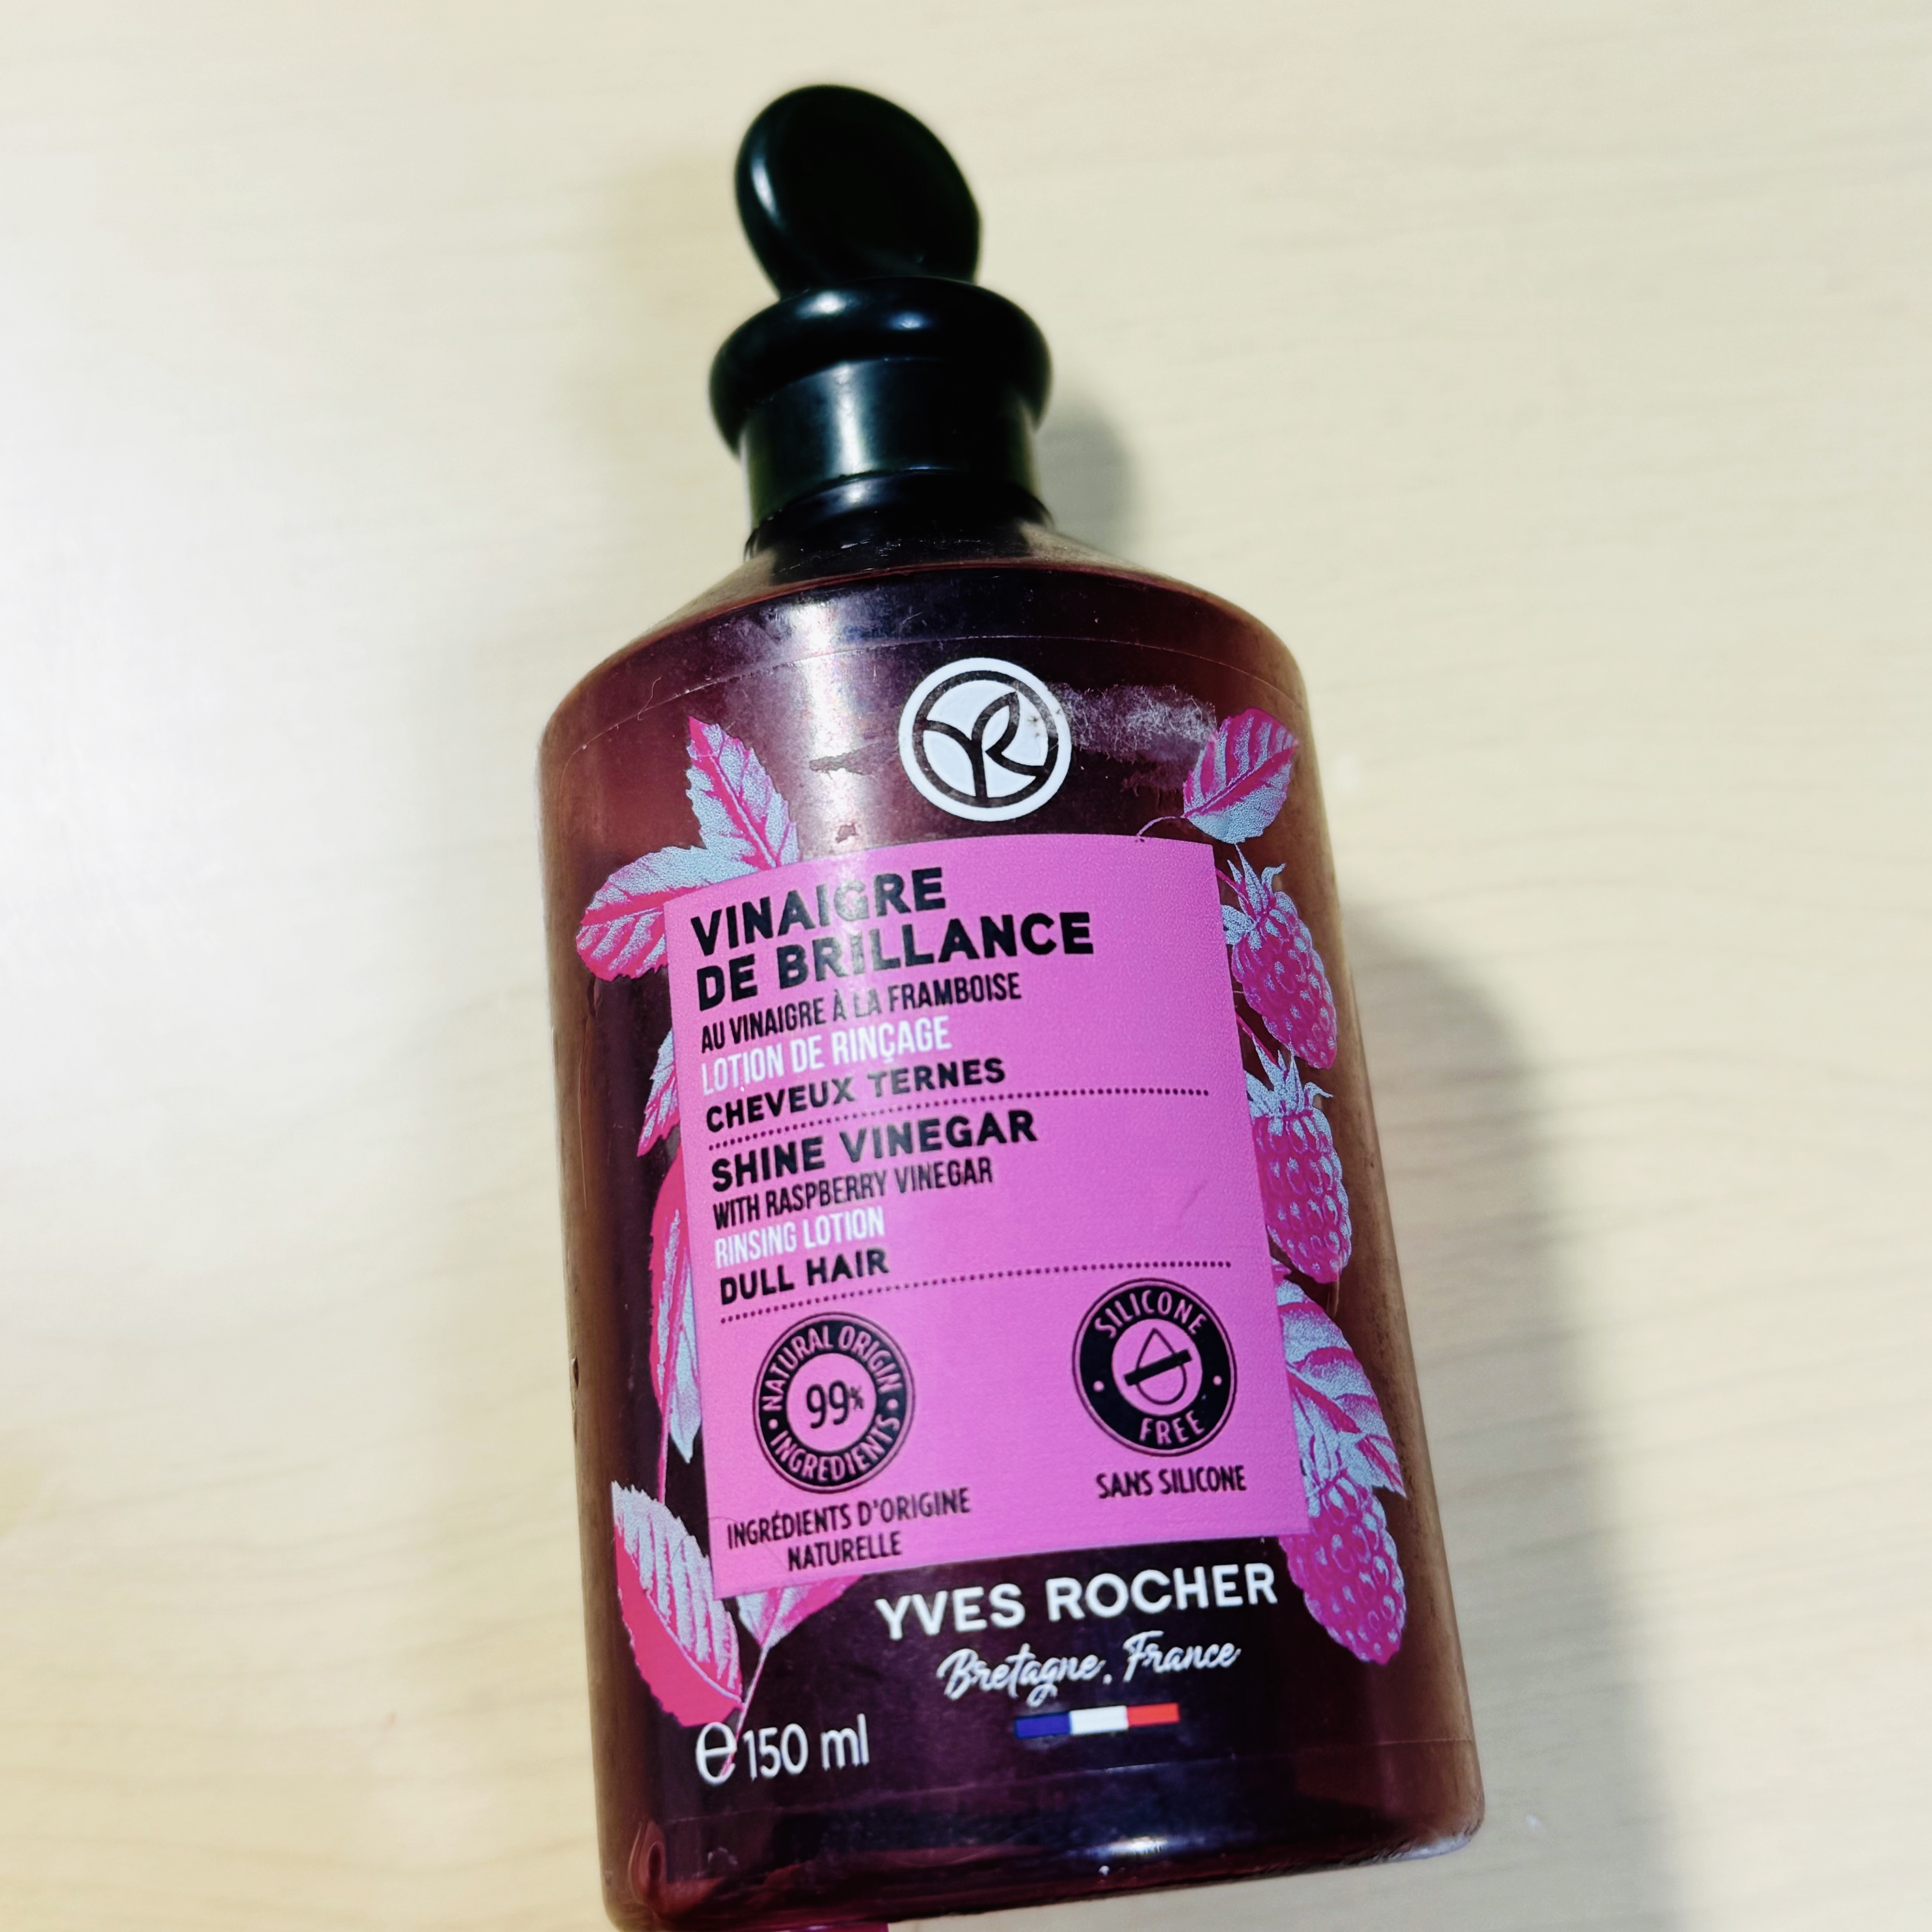 YR
VINAIGRE
DE BRILLANCE
AU VINAIGRE À LA FRAMBOISE
LOTION DE RINÇAGE
CHEVEUX TERNES
SHINE VINEGAR
WITH RASPBERRY VINEGAR
RINSING LOTION
DULL HAIR
NATURAL ORIGIN
99%
INGREDIENTS
INGRÉDIENTS D'ORIGINE
NATURELLE
SILICONE
FREE
SANS SILICONE
YVES ROCHER
Bretagne, France
℮ 150 ml